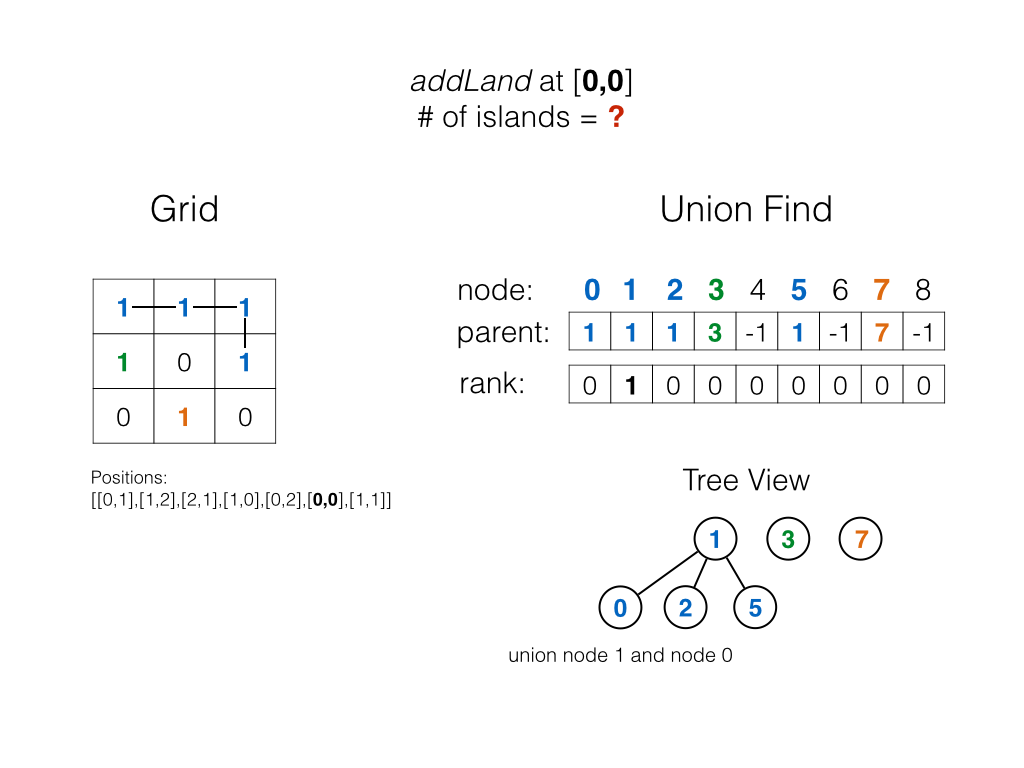 addLand at [0,0]
# of islands = ?
Grid
Union Find
node: 0 1 2 3 4 5 6 7 8
parent: 1 1 1 3 -1 1 -1 7 -1
rank: 0 1 0 0 0 0 0 0 0
1 1 1
1 0 1
0 1 0
Positions:
[[0,1],[1,2],[2,1],[1,0],[0,2],[0,0],[1,1]]
Tree View
1 3 7
0 2 5
union node 1 and node 0